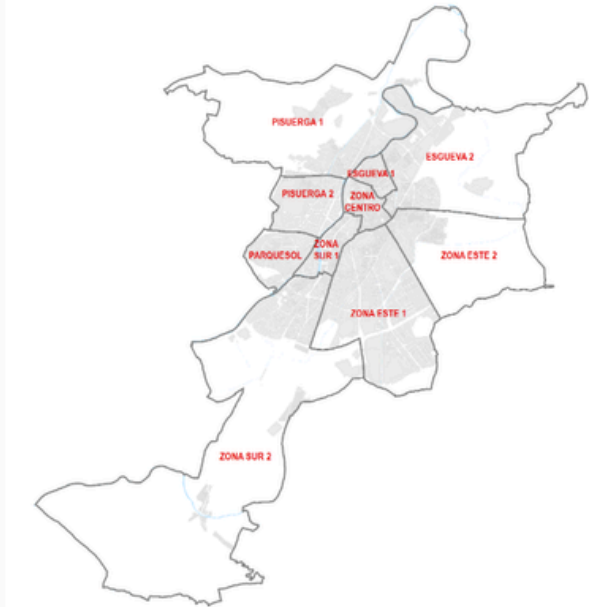 PISUERGA 1
ESGUEVA 2
ESGUEVA 1
PISUERGA 2
ZONA
CENTRO
PARQUESOL
ZONA
SUR 1
ZONA ESTE 2
ZONA ESTE 1
ZONA SUR 2